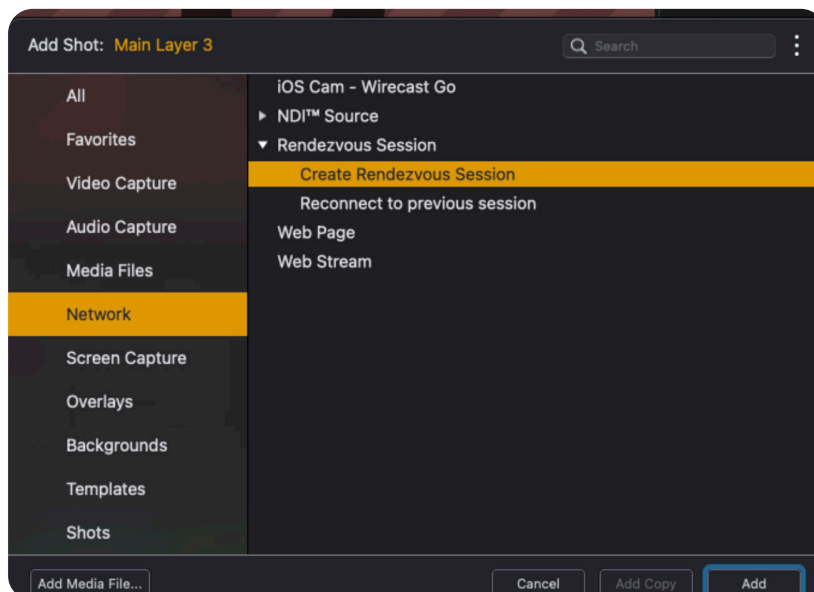 Add Shot: Main Layer 3
Search
All
Favorites
Video Capture
Audio Capture
Media Files
Network
Screen Capture
Overlays
Backgrounds
Templates
Shots
iOS Cam - Wirecast Go
NDI™ Source
Rendezvous Session
Create Rendezvous Session
Reconnect to previous session
Web Page
Web Stream
Add Media File...
Cancel
Add Copy
Add